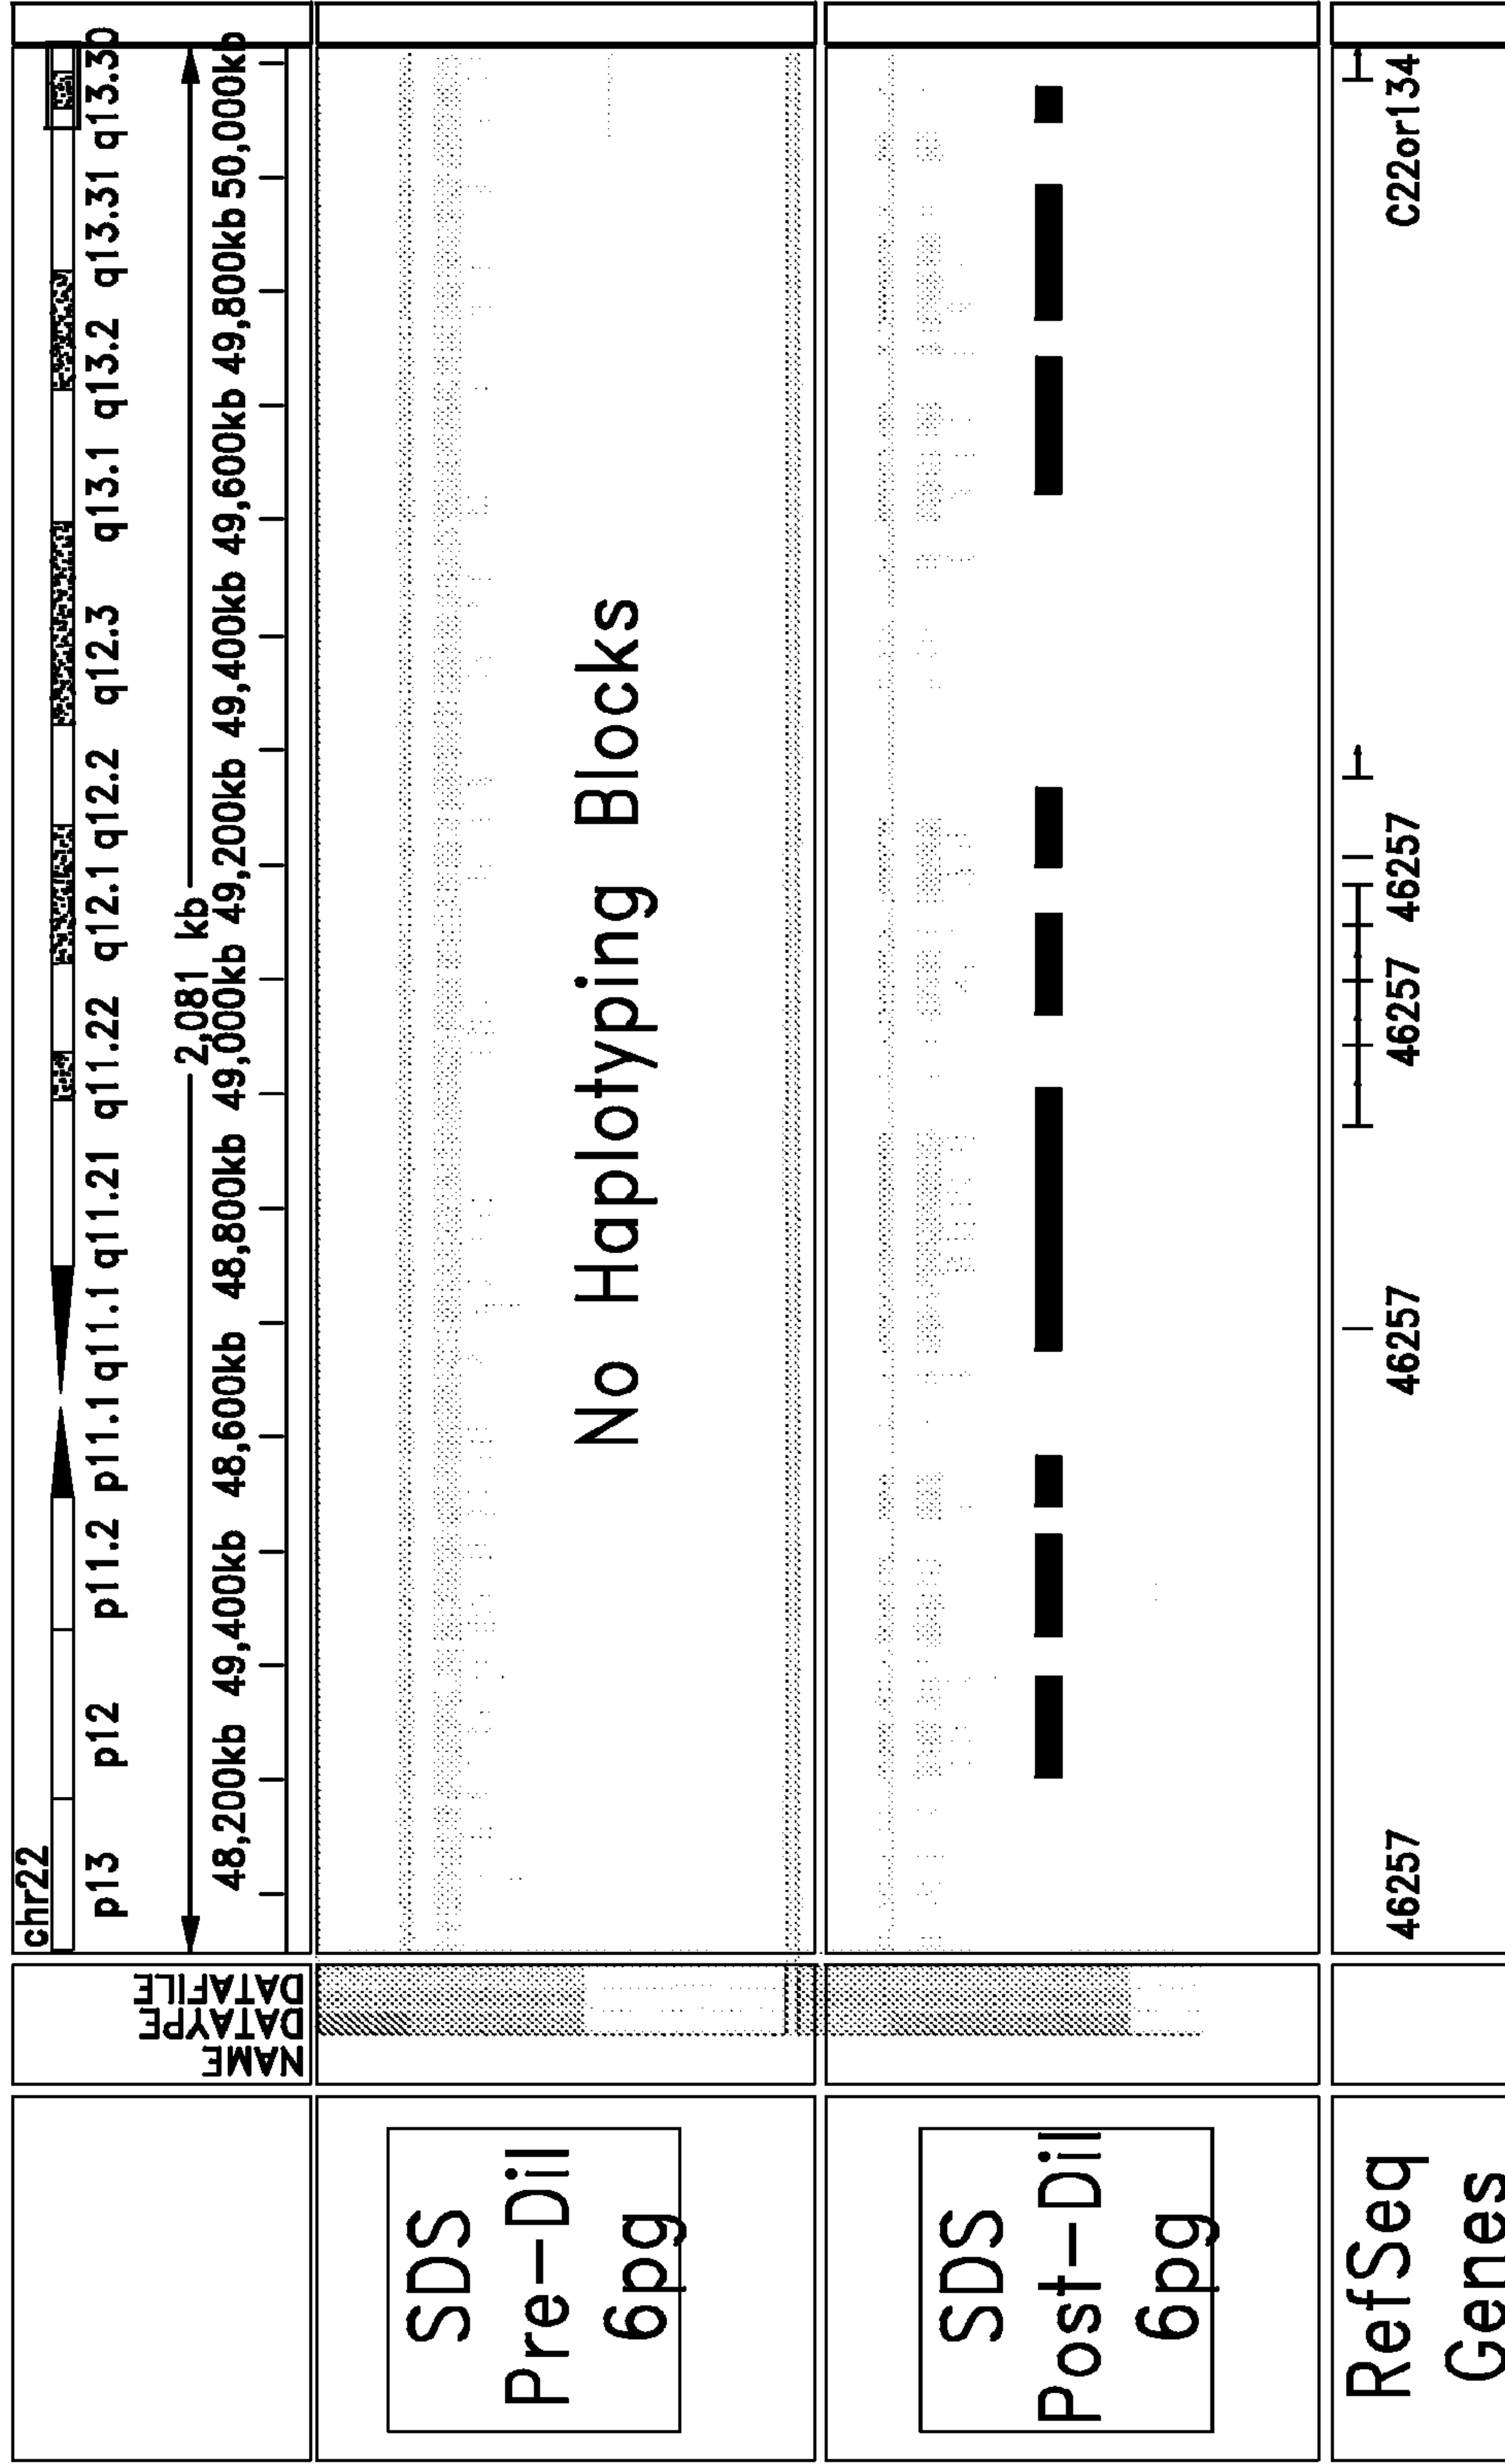 chr22
p13 p12 p11.2 p11.1 q11.1 q11.21 q11.22 q12.1 q12.2 q12.3 q13.1 q13.2 q13.31 q13.30
2,081 kb
48,200kb 49,400kb 48,600kb 48,800kb 49,000kb 49,200kb 49,400kb 49,600kb 49,800kb 50,000kb
NAME
DATAYPE
DATAFILE
SDS
Pre-Dil
6pg
No Haplotyping Blocks
SDS
Post-Dil
6pg
RefSeq
Genes
46257 46257 46257 46257 C22or134